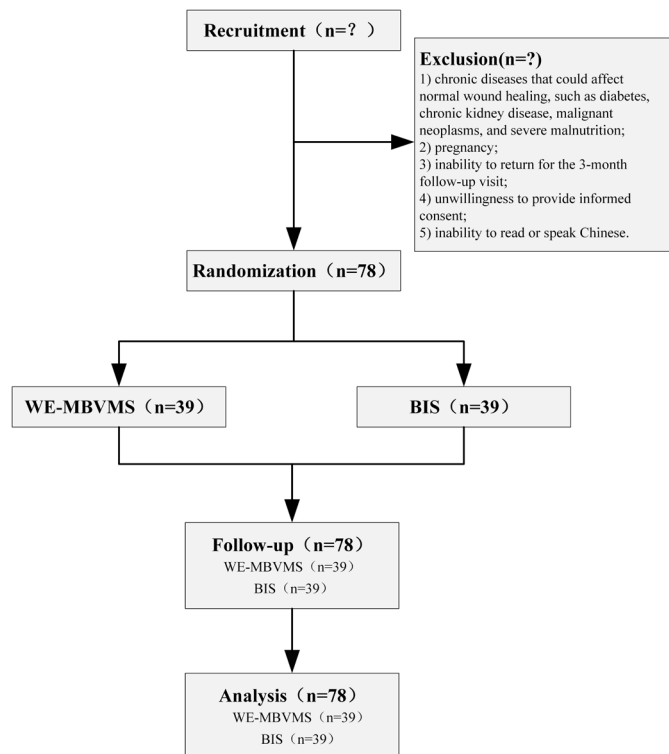 Recruitment（n=？）
Exclusion(n=?)
1) chronic diseases that could affect
normal wound healing, such as diabetes,
chronic kidney disease, malignant
neoplasms, and severe malnutrition;
2) pregnancy;
3) inability to return for the 3-month
follow-up visit;
4) unwillingness to provide informed
consent;
5) inability to read or speak Chinese.
Randomization（n=78）
WE-MBVMS（n=39）
BIS（n=39）
Follow-up（n=78）
WE-MBVMS（n=39）
BIS（n=39）
Analysis（n=78）
WE-MBVMS（n=39）
BIS（n=39）